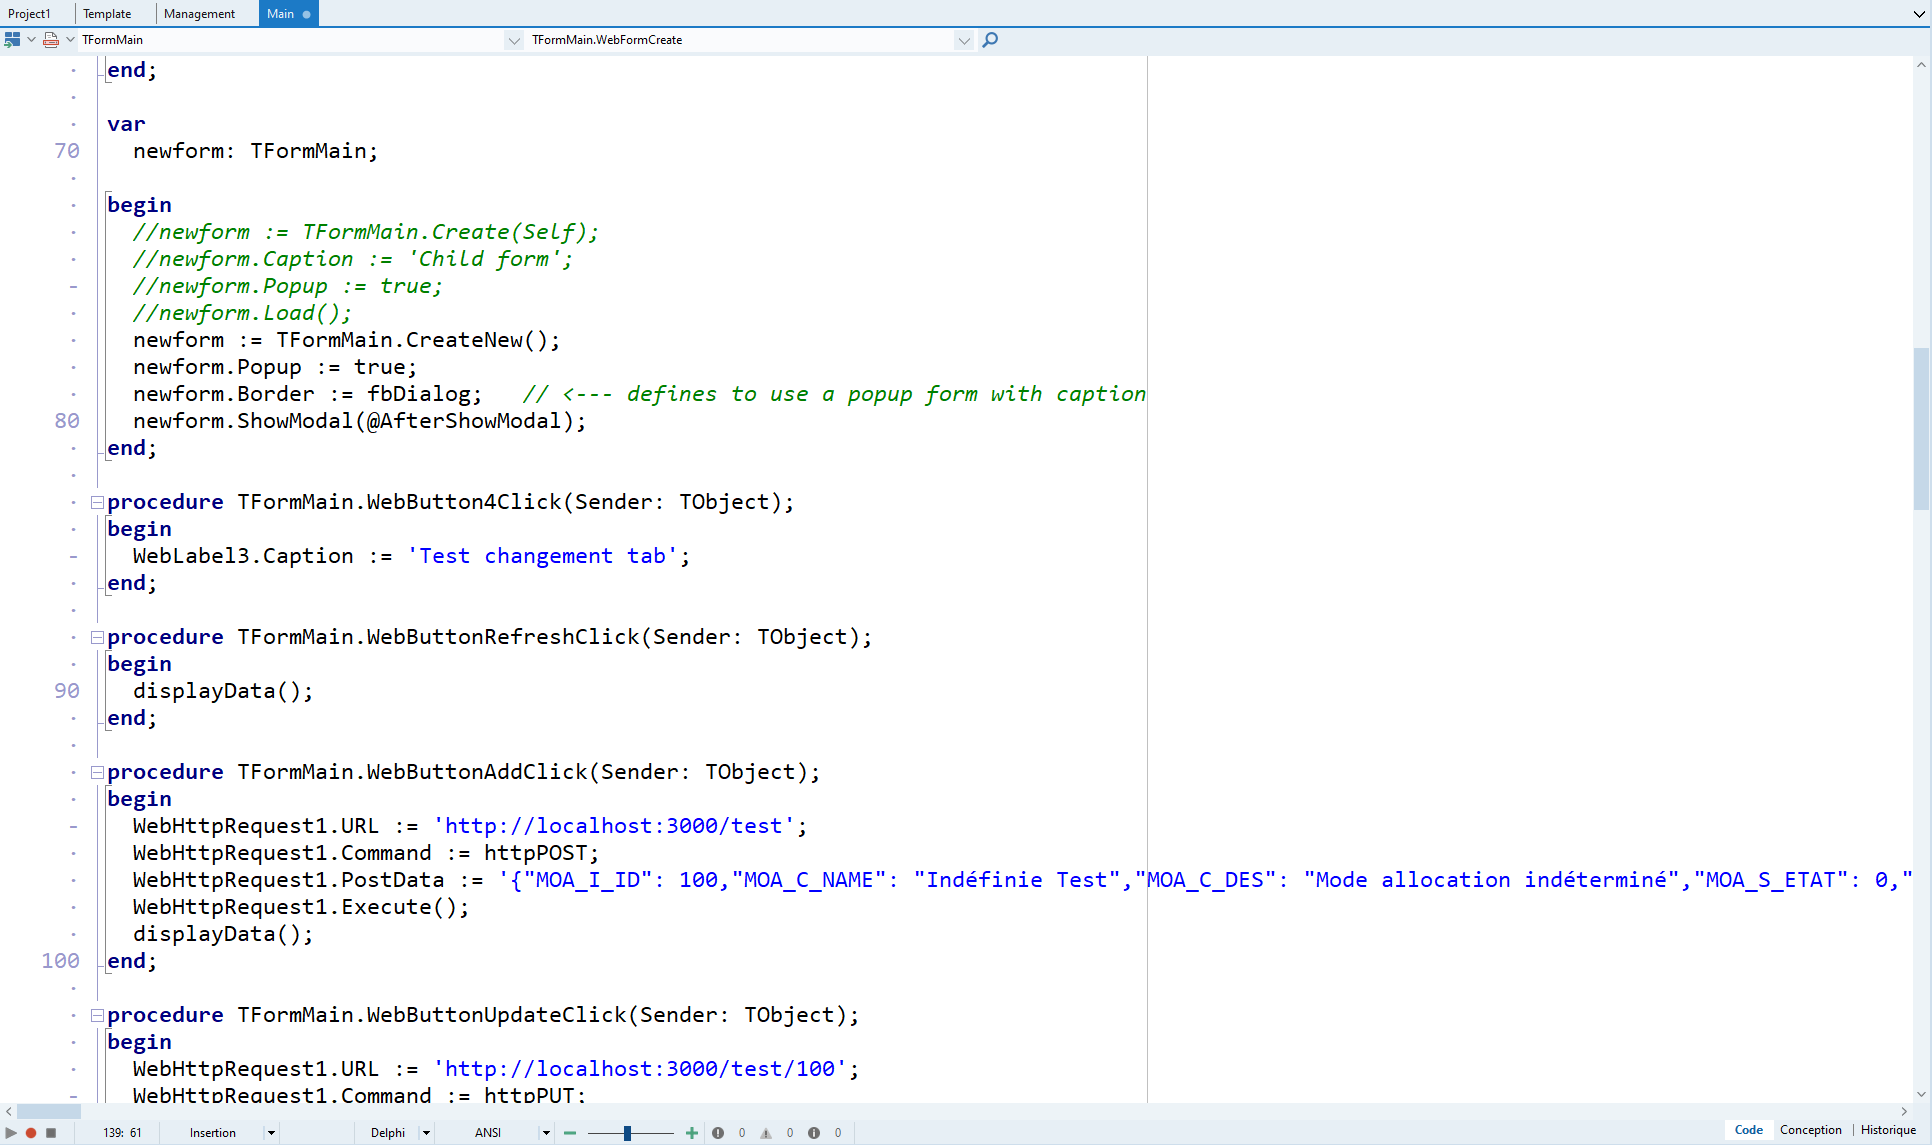 Project1 Template Management Main
TFormMain TFormMain.WebFormCreate
end;
var
70 newform: TFormMain;
begin
//newform := TFormMain.Create(Self);
//newform.Caption := 'Child form';
//newform.Popup := true;
//newform.Load();
newform := TFormMain.CreateNew();
newform.Popup := true;
newform.Border := fbDialog; // <--- defines to use a popup form with caption
80 newform.ShowModal(@AfterShowModal);
end;
procedure TFormMain.WebButton4Click(Sender: TObject);
begin
WebLabel3.Caption := 'Test changement tab';
end;
procedure TFormMain.WebButtonRefreshClick(Sender: TObject);
begin
90 displayData();
end;
procedure TFormMain.WebButtonAddClick(Sender: TObject);
begin
WebHttpRequest1.URL := 'http://localhost:3000/test';
WebHttpRequest1.Command := httpPOST;
WebHttpRequest1.PostData := '{"MOA_I_ID": 100,"MOA_C_NAME": "Indéfinie Test","MOA_C_DES": "Mode allocation indéterminé","MOA_S_ETAT": 0,"
WebHttpRequest1.Execute();
displayData();
100 end;
procedure TFormMain.WebButtonUpdateClick(Sender: TObject);
begin
WebHttpRequest1.URL := 'http://localhost:3000/test/100';
WebHttpRequest1.Command := httpPUT;
139: 61 Insertion Delphi ANSI 0 0 0 Code Conception Historique